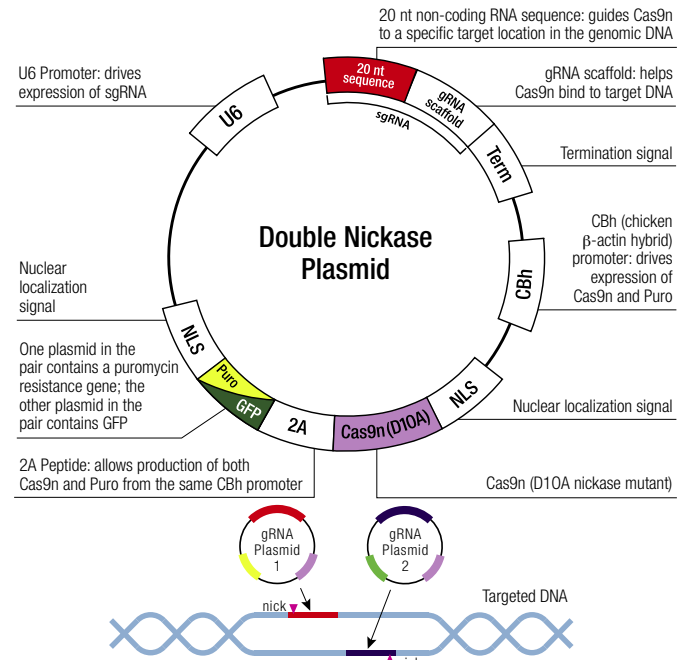 20 nt non-coding RNA sequence: guides Cas9n
to a specific target location in the genomic DNA
U6 Promoter: drives
expression of sgRNA
gRNA scaffold: helps
Cas9n bind to target DNA
20 nt
sequence
gRNA
scaffold
sgRNA
U6
Term
Termination signal
Double Nickase
Plasmid
CBh (chicken
β-actin hybrid)
promoter: drives
expression of
Cas9n and Puro
CBh
Nuclear
localization
signal
NLS
One plasmid in the
pair contains a puromycin
resistance gene; the
other plasmid in the
pair contains GFP
Puro
GFP
2A
Cas9n (D10A)
NLS
Nuclear localization signal
2A Peptide: allows production of both
Cas9n and Puro from the same CBh promoter
Cas9n (D10A nickase mutant)
gRNA
Plasmid
1
gRNA
Plasmid
2
nick
Targeted DNA